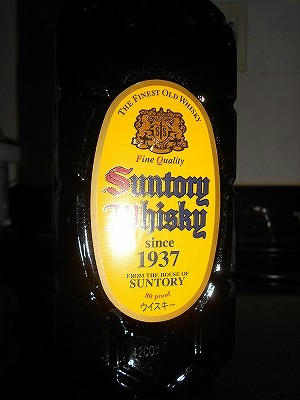 THE FINEST OLD WHISKY
Fine Quality
Suntory
Whisky
since
1937
FROM THE HOUSE OF
SUNTORY
80 proof
ウイスキー